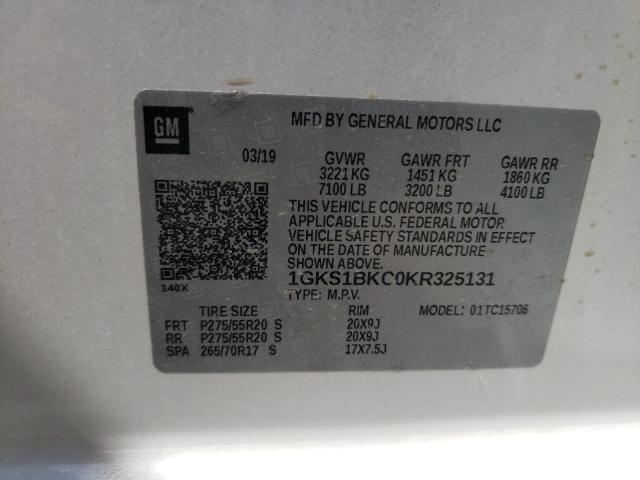 GM
MFD BY GENERAL MOTORS LLC
03/19 GVWR GAWR FRT GAWR RR
3221 KG 1451 KG 1860 KG
7100 LB 3200 LB 4100 LB
THIS VEHICLE CONFORMS TO ALL
APPLICABLE U.S. FEDERAL MOTOR
VEHICLE SAFETY STANDARDS IN EFFECT
ON THE DATE OF MANUFACTURE
SHOWN ABOVE.
140X
1GKS1BKC0KR325131
TYPE: M.P.V.
TIRE SIZE RIM MODEL: 01TC15706
FRT P275/55R20 S 20X9J
RR P275/55R20 S 20X9J
SPA 265/70R17 S 17X7.5J